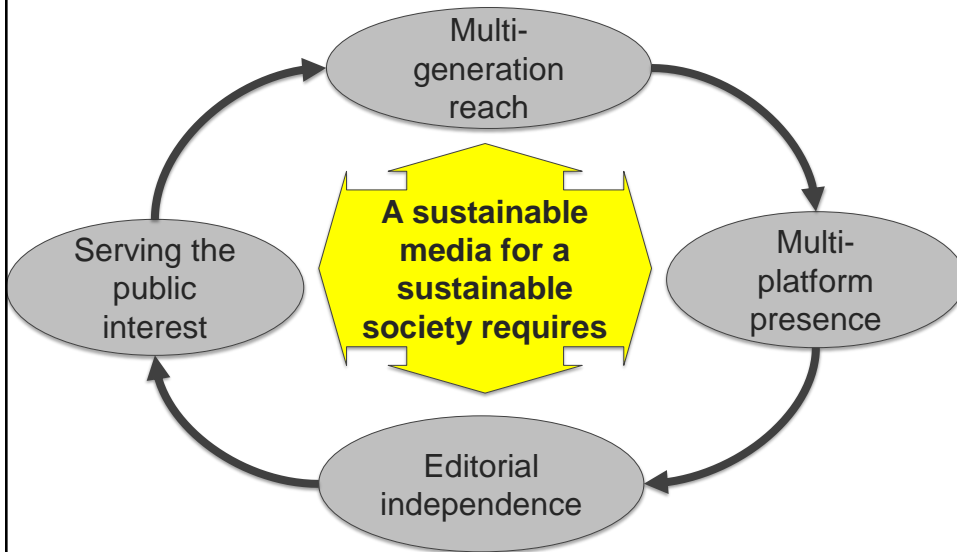 Multi-
generation
reach
A sustainable
media for a
sustainable
society requires
Serving the
public
interest
Multi-
platform
presence
Editorial
independence